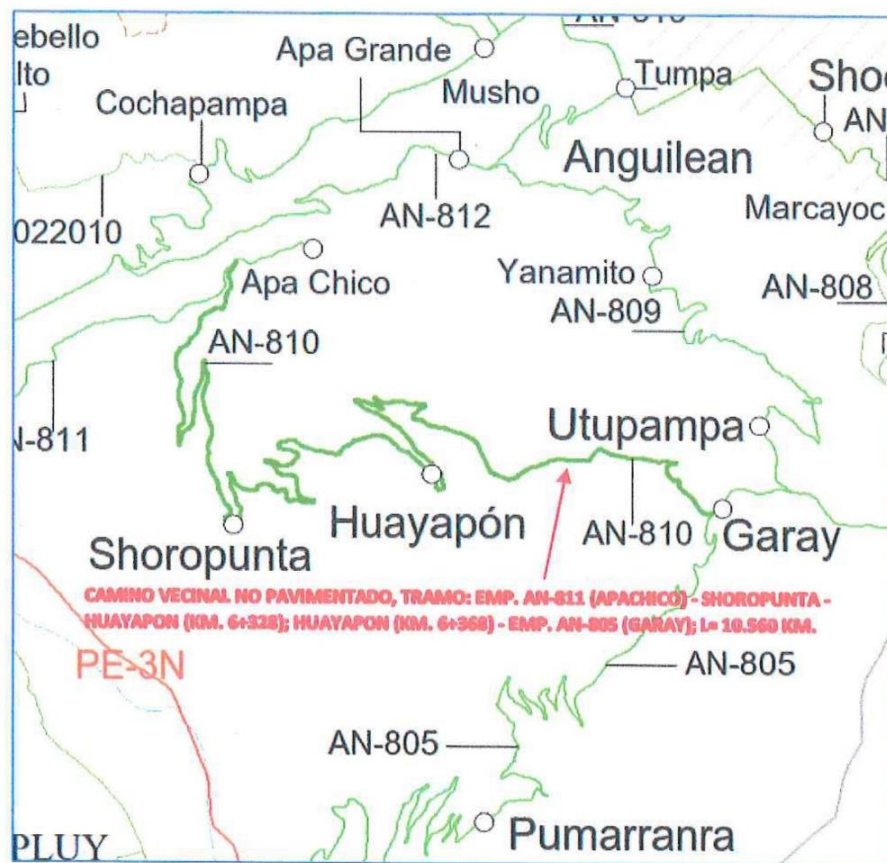 ebello
lto
Apa Grande
Musho
Tumpa
Shoc
Cochapampa
AN
Anguilean
022010
AN-812
Marcayoc
Apa Chico
Yanamito
AN-808
AN-809
AN-810
N-811
Utupampa
Huayapón
AN-810
Garay
Shoropunta
CAMINO VECINAL NO PAVIMENTADO, TRAMO: EMP. AN-811 (APACHICO) - SHOROPUNTA -
HUAYAPON (KM. 6+328); HUAYAPON (KM. 6+368) - EMP. AN-805 (GARAY); L= 10.560 KM.
PE-3N
AN-805
AN-805
Pumarranra
PLUY